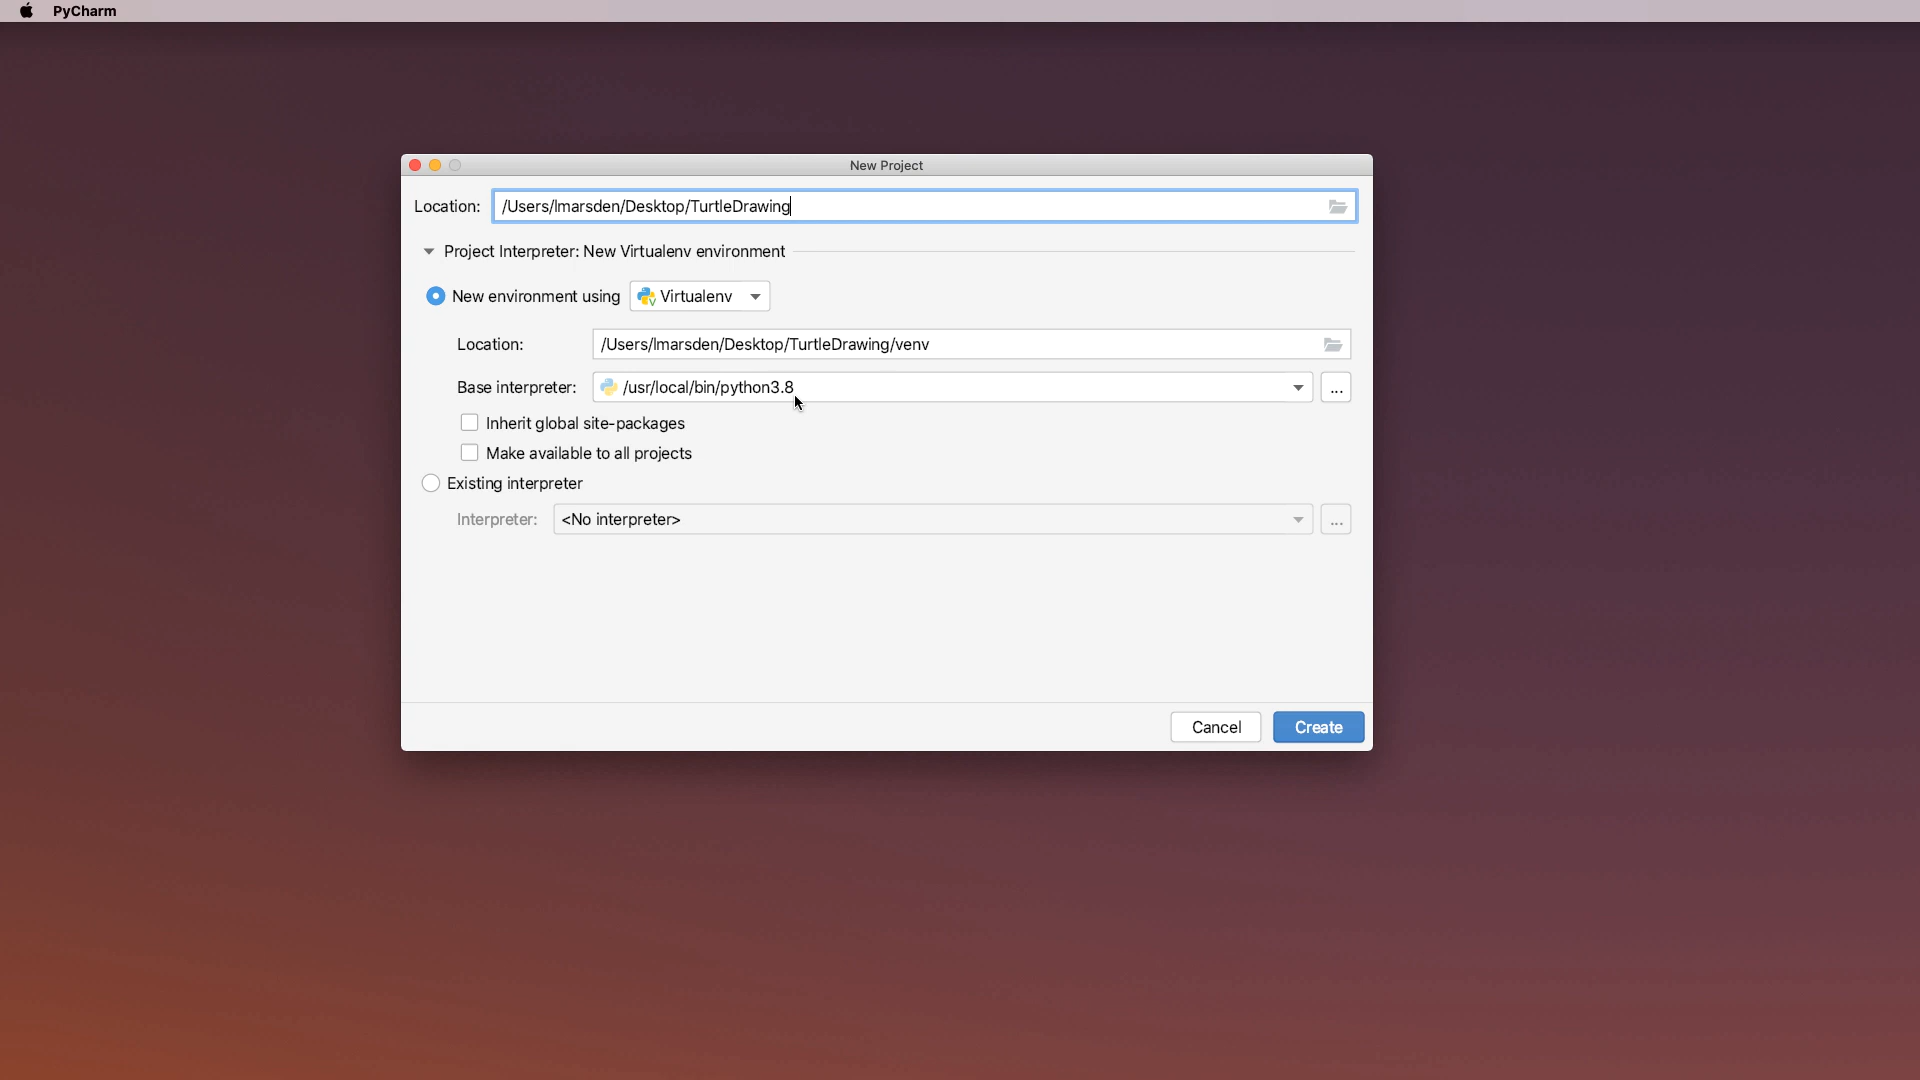 PyCharm
New Project
Location: /Users/lmarsden/Desktop/TurtleDrawing
Project Interpreter: New Virtualenv environment
New environment using Virtualenv
Location: /Users/lmarsden/Desktop/TurtleDrawing/venv
Base interpreter: /usr/local/bin/python3.8 ...
Inherit global site-packages
Make available to all projects
Existing interpreter
Interpreter: <No interpreter> ...
Cancel Create